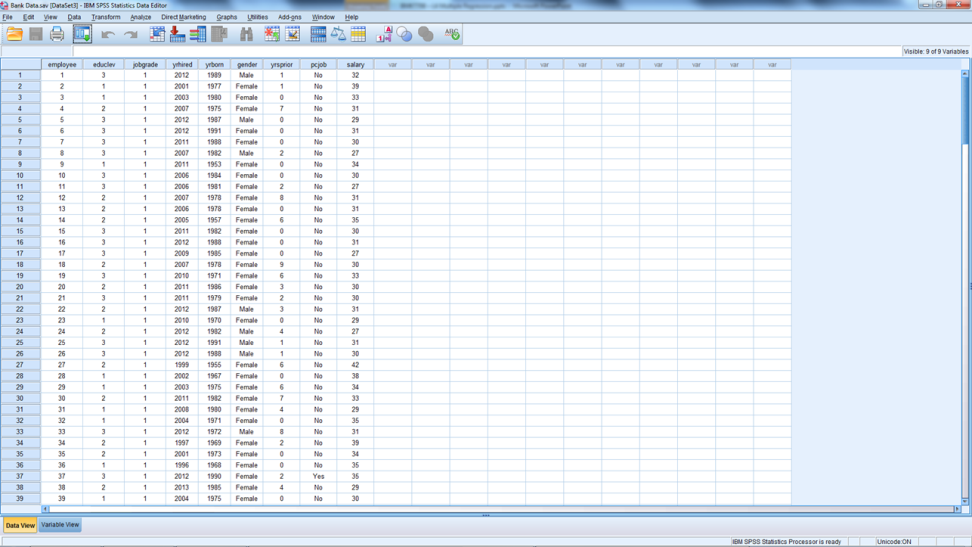 Bank Data.sav [DataSet3] - IBM SPSS Statistics Data Editor
File Edit View Data Transform Analyze Direct Marketing Graphs Utilities Add-ons Window Help
Visible: 9 of 9 Variables
employee educlev jobgrade yrhired yrborn gender yrsprior pcjob salary var var var var var var var var var var var
1 1 3 1 2012 1989 Male 1 No 32
2 2 1 1 2001 1977 Female 1 No 39
3 3 1 1 2003 1980 Female 0 No 33
4 4 2 1 2007 1975 Female 7 No 31
5 5 3 1 2012 1987 Male 0 No 29
6 6 3 1 2012 1991 Female 0 No 31
7 7 3 1 2011 1988 Female 0 No 30
8 8 3 1 2007 1982 Male 2 No 27
9 9 1 1 2011 1953 Female 0 No 34
10 10 3 1 2006 1984 Female 0 No 30
11 11 3 1 2006 1981 Female 2 No 27
12 12 2 1 2007 1978 Female 8 No 31
13 13 2 1 2006 1978 Female 0 No 31
14 14 2 1 2005 1957 Female 6 No 35
15 15 3 1 2011 1982 Female 0 No 30
16 16 3 1 2012 1988 Female 0 No 31
17 17 3 1 2009 1985 Female 0 No 27
18 18 2 1 2007 1978 Female 9 No 30
19 19 3 1 2010 1971 Female 6 No 33
20 20 2 1 2011 1986 Female 3 No 30
21 21 3 1 2011 1979 Female 2 No 30
22 22 2 1 2012 1987 Male 3 No 31
23 23 1 1 2010 1970 Female 0 No 29
24 24 2 1 2012 1982 Male 4 No 27
25 25 3 1 2012 1991 Male 1 No 31
26 26 3 1 2012 1988 Male 1 No 30
27 27 2 1 1999 1955 Female 6 No 42
28 28 1 1 2002 1967 Female 0 No 38
29 29 1 1 2003 1975 Female 6 No 34
30 30 2 1 2011 1982 Female 7 No 33
31 31 1 1 2008 1980 Female 4 No 29
32 32 1 1 2004 1971 Female 0 No 35
33 33 3 1 2012 1972 Male 8 No 31
34 34 2 1 1997 1969 Female 2 No 39
35 35 2 1 2001 1973 Female 0 No 34
36 36 1 1 1996 1968 Female 0 No 35
37 37 3 1 2012 1990 Female 2 Yes 35
38 38 2 1 2013 1985 Female 4 No 29
39 39 1 1 2004 1975 Female 0 No 30
Data View Variable View
IBM SPSS Statistics Processor is ready Unicode:ON